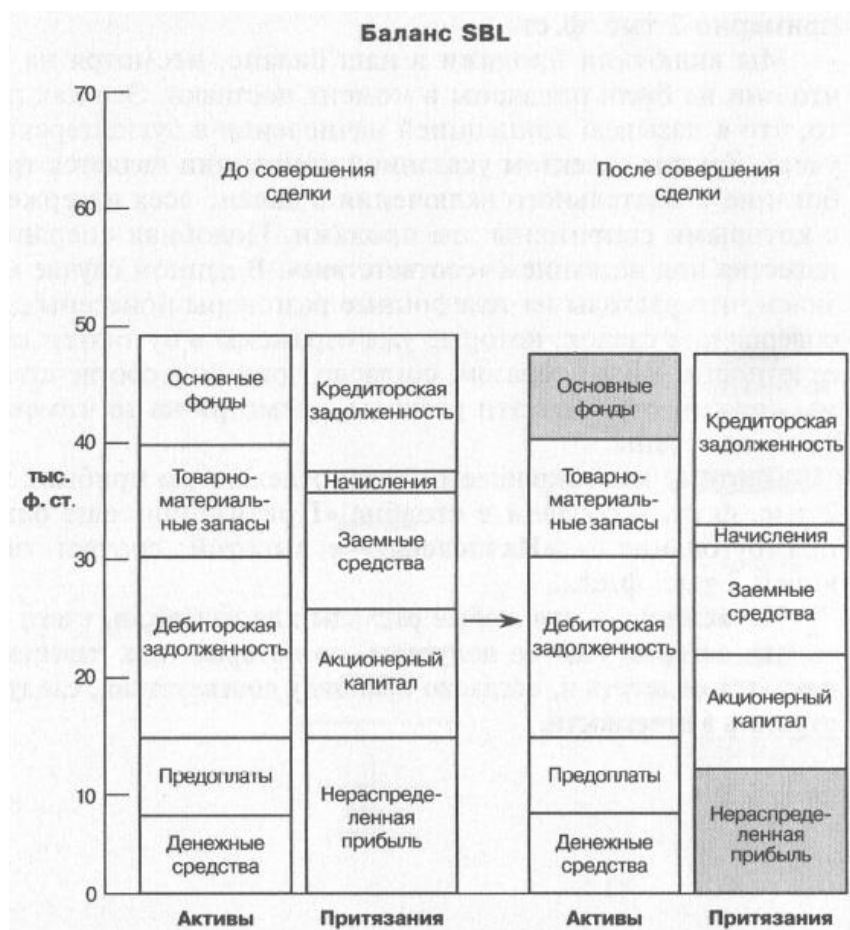 Баланс SBL
70
До совершения
сделки
После совершения
сделки
60
50
40
тыс.
ф. ст.
30
20
10
0
Основные
фонды
Товарно-
материаль-
ные запасы
Дебиторская
задолженность
Предоплаты
Денежные
средства
Кредиторская
задолженность
Начисления
Заемные
средства
Акционерный
капитал
Нераспреде-
ленная
прибыль
Основные
фонды
Товарно-
материаль-
ные запасы
Дебиторская
задолженность
Предоплаты
Денежные
средства
Кредиторская
задолженность
Начисления
Заемные
средства
Акционерный
капитал
Нераспреде-
ленная
прибыль
Активы
Притязания
Активы
Притязания